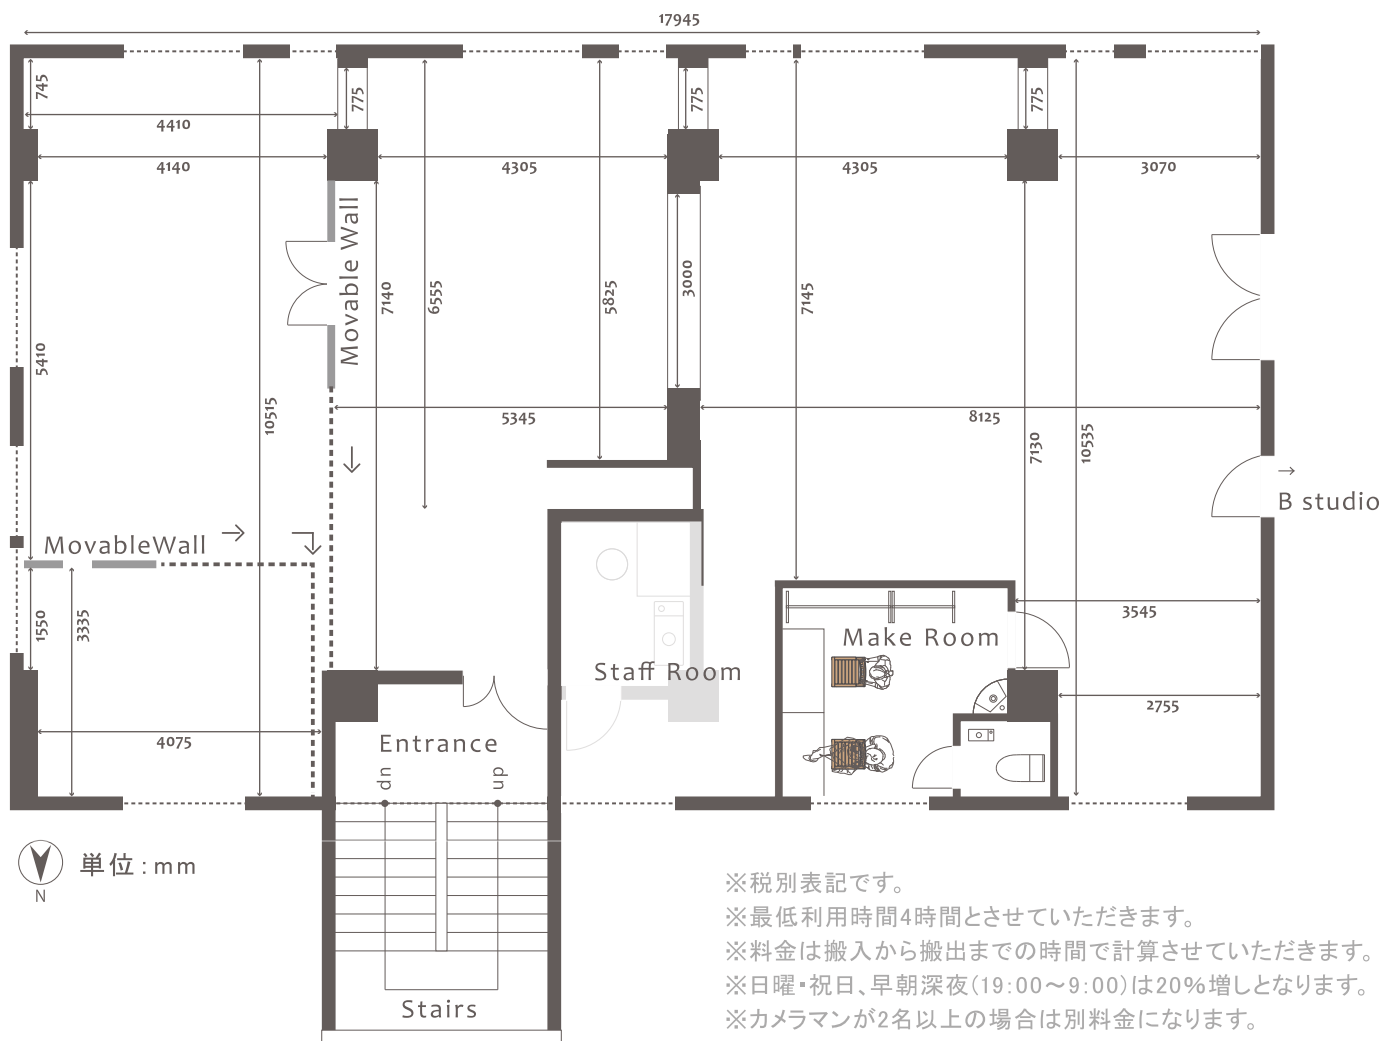 17945
745
775
775
775
4410
4140
4305
4305
3070
Movable Wall
7140
6555
5825
3000
7145
5410
10515
5345
8125
7130
10535
B studio
MovableWall
1550
3335
3545
Make Room
Staff Room
2755
4075
Entrance
dn
up
単位:mm
N
Stairs
※税別表記です。
※最低利用時間4時間とさせていただきます。
※料金は搬入から搬出までの時間で計算させていただきます。
※日曜・祝日、早朝深夜(19:00～9:00)は20%増しとなります。
※カメラマンが2名以上の場合は別料金になります。